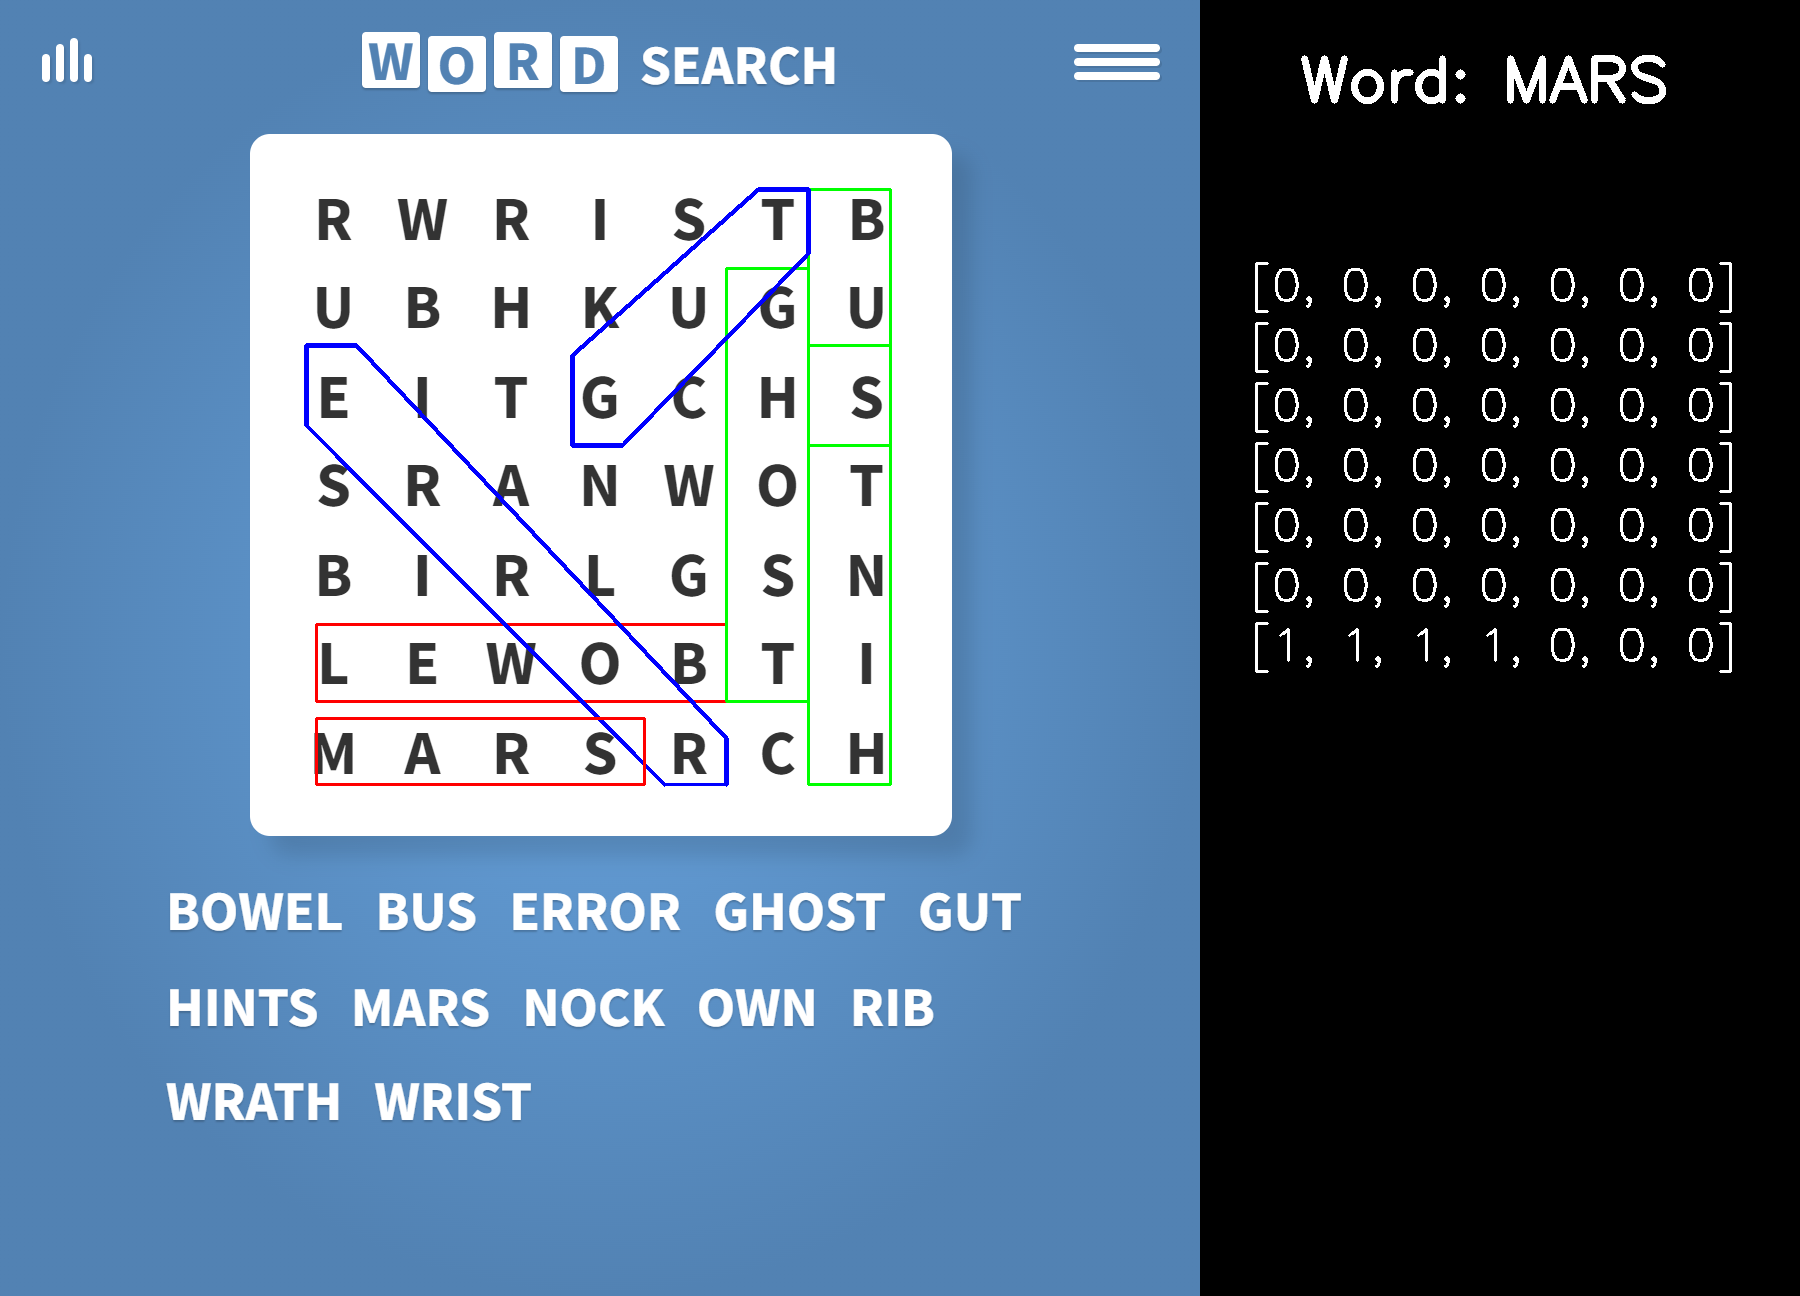 WORD SEARCH
R W R I S T B
U B H K U G U
E I T G C H S
S R A N W O T
B I R L G S N
L E W O B T I
M A R S R C H
BOWEL BUS ERROR GHOST GUT
HINTS MARS NOCK OWN RIB
WRATH WRIST
Word: MARS
[0, 0, 0, 0, 0, 0, 0]
[0, 0, 0, 0, 0, 0, 0]
[0, 0, 0, 0, 0, 0, 0]
[0, 0, 0, 0, 0, 0, 0]
[0, 0, 0, 0, 0, 0, 0]
[0, 0, 0, 0, 0, 0, 0]
[1, 1, 1, 1, 0, 0, 0]